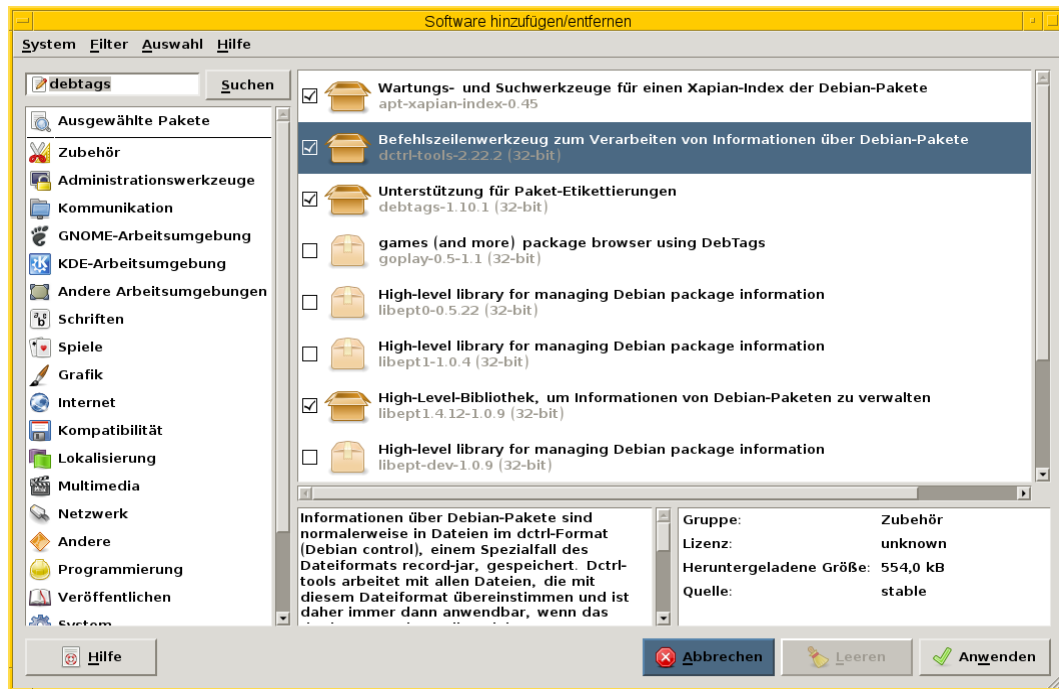 Software hinzufügen/entfernen
System Filter Auswahl Hilfe
debtags
Suchen
Ausgewählte Pakete
Zubehör
Administrationswerkzeuge
Kommunikation
GNOME-Arbeitsumgebung
KDE-Arbeitsumgebung
Andere Arbeitsumgebungen
Schriften
Spiele
Grafik
Internet
Kompatibilität
Lokalisierung
Multimedia
Netzwerk
Andere
Programmierung
Veröffentlichen
System
Wartungs- und Suchwerkzeuge für einen Xapian-Index der Debian-Pakete
apt-xapian-index-0.45
Befehlszeilenwerkzeug zum Verarbeiten von Informationen über Debian-Pakete
dctrl-tools-2.22.2 (32-bit)
Unterstützung für Paket-Etikettierungen
debtags-1.10.1 (32-bit)
games (and more) package browser using DebTags
goplay-0.5-1.1 (32-bit)
High-level library for managing Debian package information
libept0-0.5.22 (32-bit)
High-level library for managing Debian package information
libept1-1.0.4 (32-bit)
High-Level-Bibliothek, um Informationen von Debian-Paketen zu verwalten
libept1.4.12-1.0.9 (32-bit)
High-level library for managing Debian package information
libept-dev-1.0.9 (32-bit)
Informationen über Debian-Pakete sind
normalerweise in Dateien im dctrl-Format
(Debian control), einem Spezialfall des
Dateiformats record-jar, gespeichert. Dctrl-
tools arbeitet mit allen Dateien, die mit
diesem Dateiformat übereinstimmen und ist
daher immer dann anwendbar, wenn das
Gruppe: Zubehör
Lizenz: unknown
Heruntergeladene Größe: 554,0 kB
Quelle: stable
Hilfe
Abbrechen
Leeren
Anwenden